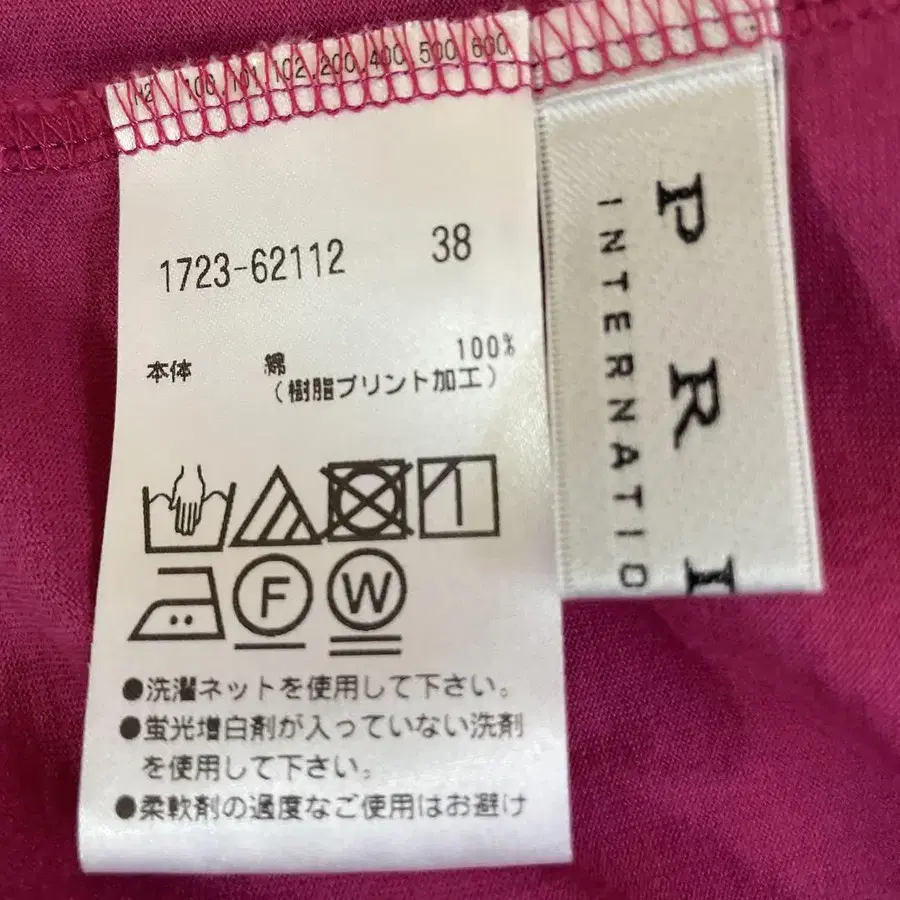 102.200.400 500 600
1723-62112 38
本体 綿 100%
(樹脂プリント加工)
F W
●洗濯ネットを使用して下さい。
●蛍光増白剤が入っていない洗剤
を使用して下さい。
●柔軟剤の過度なご使用はお避け
P R I
INTERNATIO